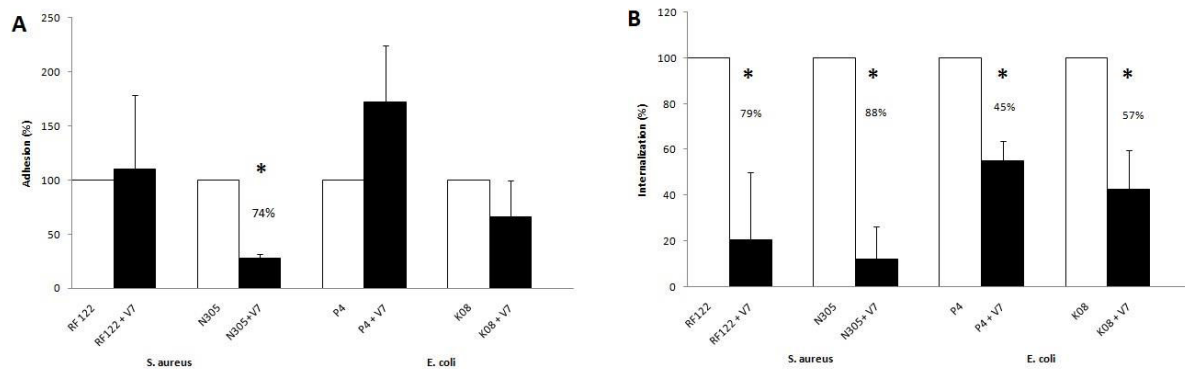 A
250
200
150
100
50
0
Adhesion (%)
*
74%
RF122
RF122 + V7
N305
N305+V7
P4
P4 + V7
K08
K08 + V7
S. aureus
E. coli
B
120
100
80
60
40
20
0
Internalization (%)
*
*
*
*
79%
88%
45%
57%
RF122
RF122 + V7
N305
N305+V7
P4
P4 + V7
K08
K08 + V7
S. aureus
E. coli